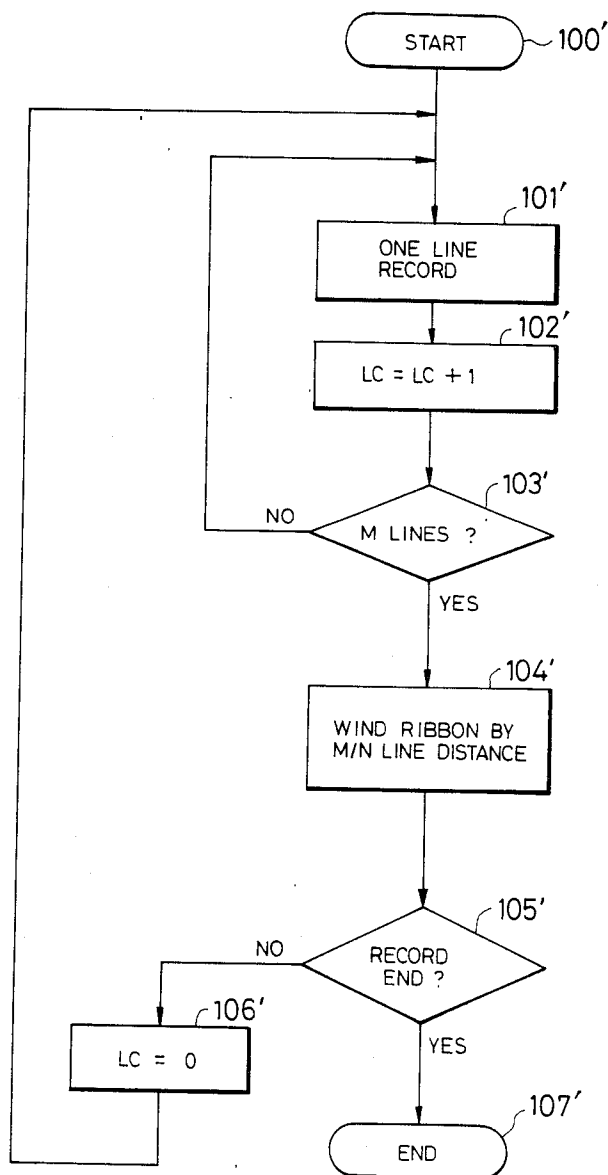 START
100'
101'
ONE LINE
RECORD
102'
LC = LC + 1
103'
NO
M LINES ?
YES
104'
WIND RIBBON BY
M/N LINE DISTANCE
105'
NO
RECORD
END ?
106'
YES
LC = 0
END
107'